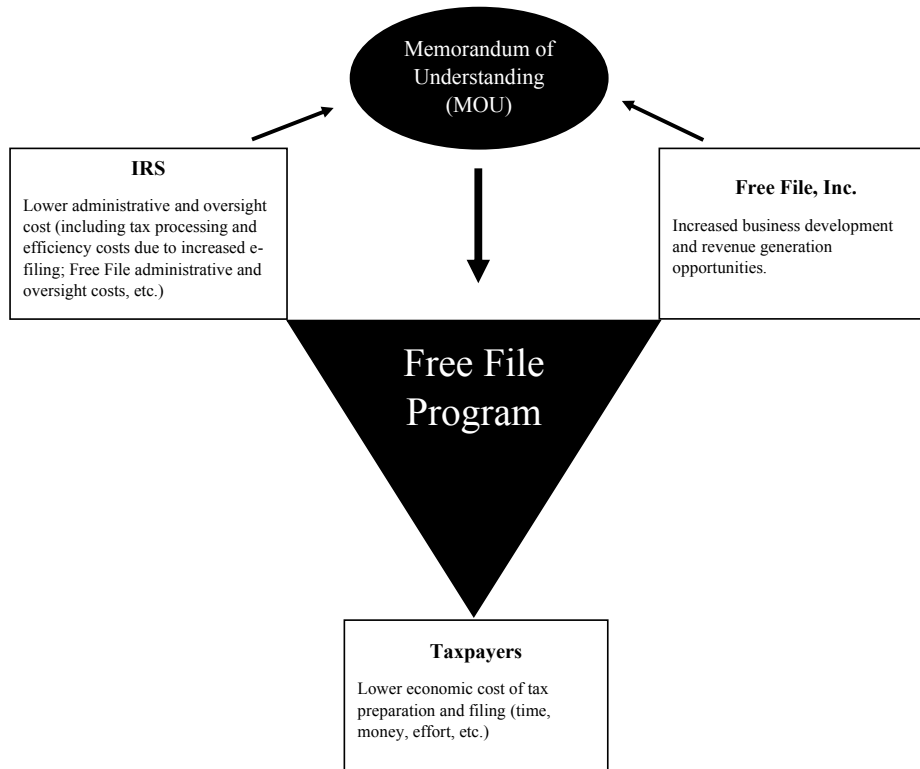 Memorandum of
Understanding
(MOU)
IRS
Lower administrative and oversight
cost (including tax processing and
efficiency costs due to increased e-
filing; Free File administrative and
oversight costs, etc.)
Free File, Inc.
Increased business development
and revenue generation
opportunities.
Free File
Program
Taxpayers
Lower economic cost of tax
preparation and filing (time,
money, effort, etc.)